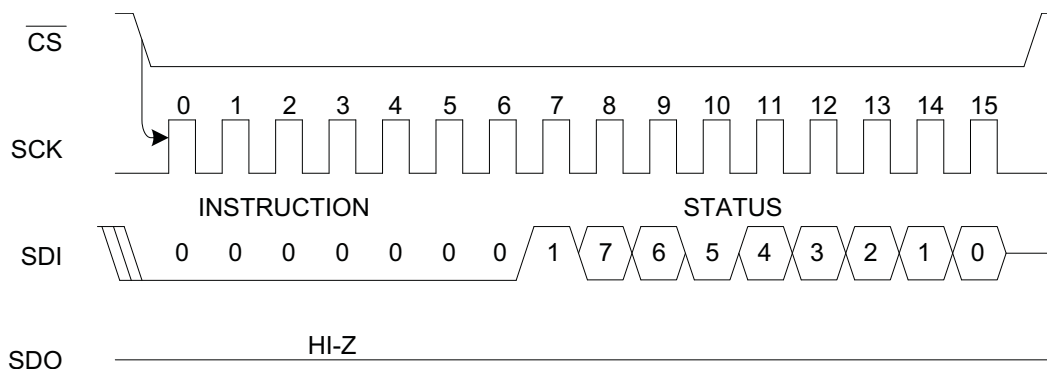 CS
0 1 2 3 4 5 6 7 8 9 10 11 12 13 14 15
SCK
INSTRUCTION STATUS
SDI 0 0 0 0 0 0 0 1 7 6 5 4 3 2 1 0
HI-Z
SDO